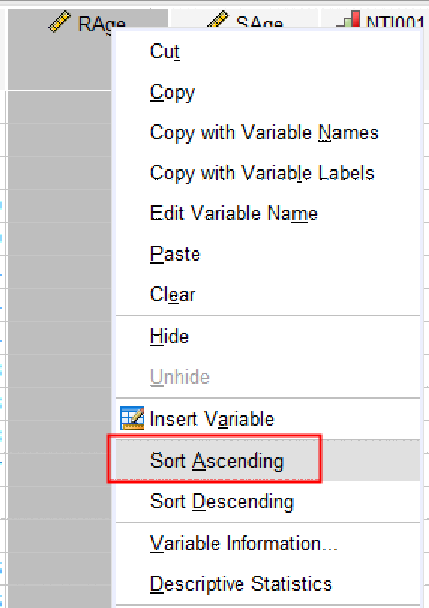 RAge SAge NTI001
Cut
Copy
Copy with Variable Names
Copy with Variable Labels
Edit Variable Name
Paste
Clear
Hide
Unhide
Insert Variable
Sort Ascending
Sort Descending
Variable Information...
Descriptive Statistics